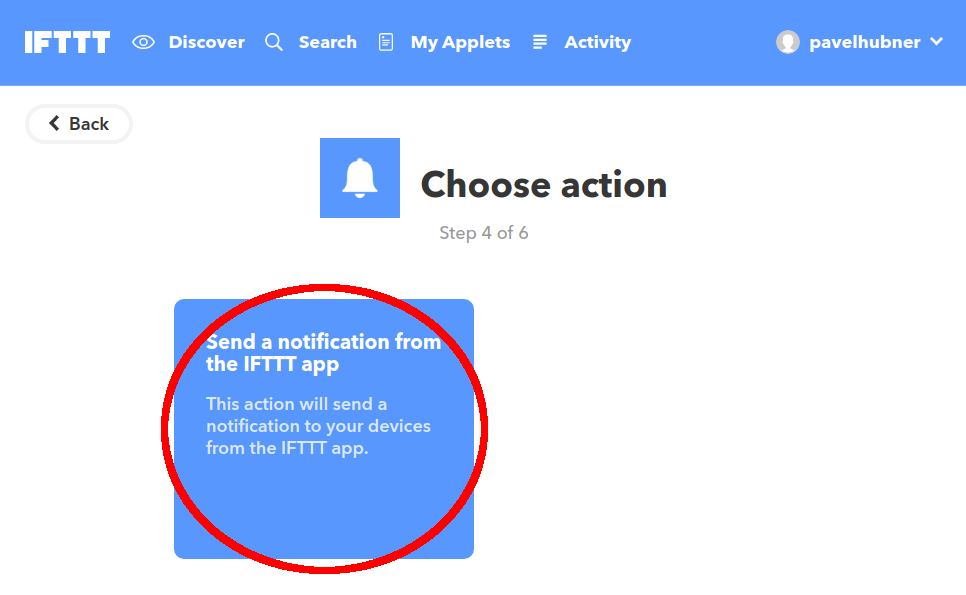 IFTTT Discover Search My Applets Activity pavelhubner
Back
Choose action
Step 4 of 6
Send a notification from
the IFTTT app
This action will send a
notification to your devices
from the IFTTT app.